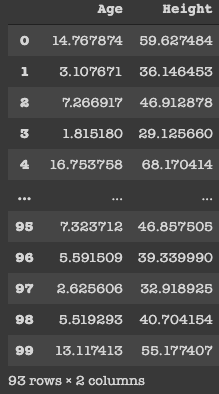 Age Height
0 14.767874 59.627484
1 3.107671 36.146453
2 7.266917 46.912878
3 1.815180 29.125660
4 16.753758 68.170414
... ... ...
95 7.323712 46.857505
96 5.591509 39.339990
97 2.625606 32.918925
98 5.519293 40.704154
99 13.117413 55.177407
93 rows × 2 columns